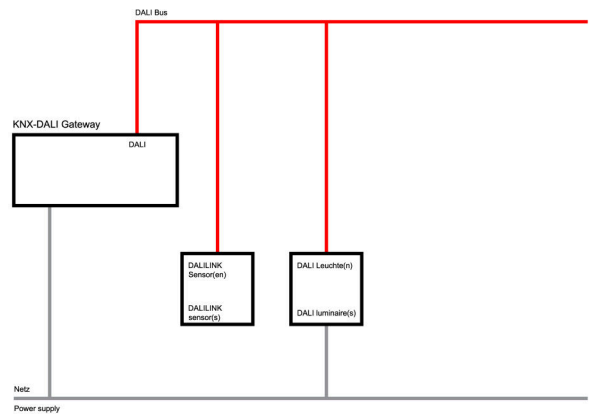 DALI Bus
KNX-DALI Gateway
DALI
DALILINK
Sensor(en)
DALILINK
sensor(s)
DALI Leuchte(n)
DALI luminaire(s)
Netz
Power supply